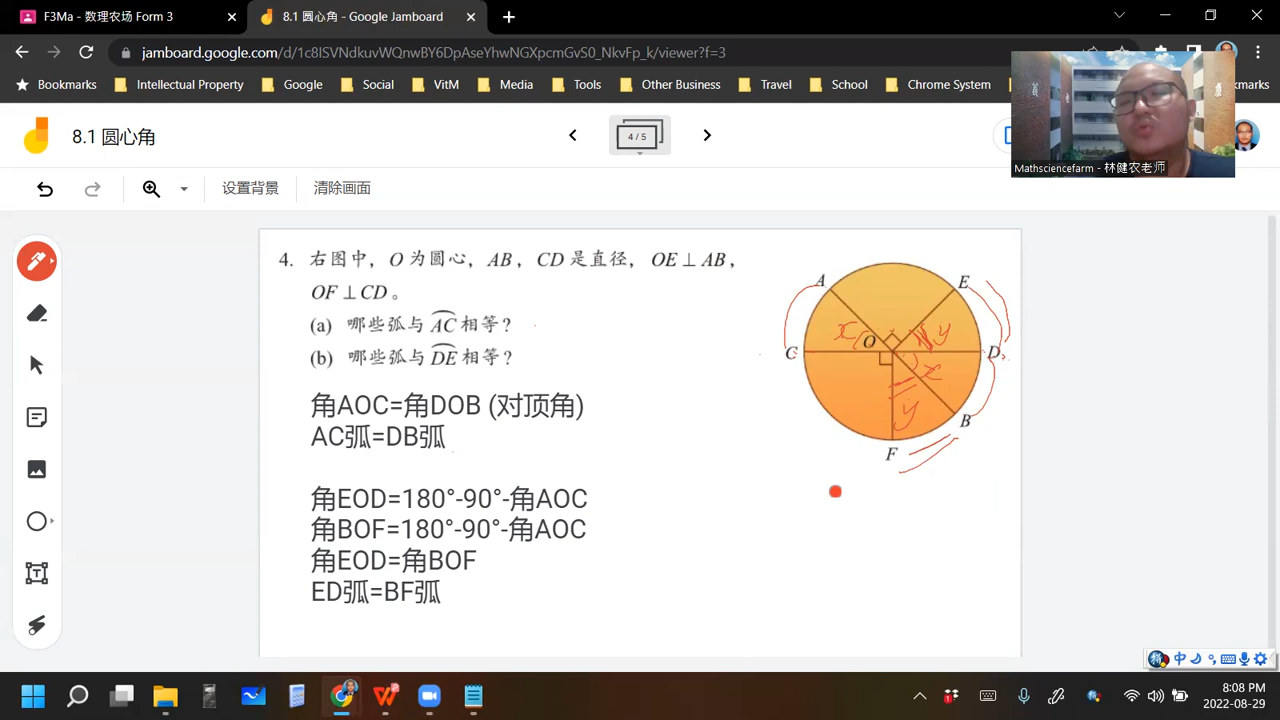 F3Ma - 数理农场 Form 3
8.1 圆心角 - Google Jamboard
jamboard.google.com/d/1c8ISVNdkuvWQnwBY6DpAseYhwNGXpcmGvS0_NkvFp_k/viewer?f=3
Bookmarks
Intellectual Property
Google
Social
VitM
Media
Tools
Other Business
Travel
School
Chrome System
Bookmarks
Mathsciencefarm - 林健农老师
8.1 圆心角
4 / 5
设置背景
清除画面
4. 右图中，O 为圆心，AB，CD 是直径，OE⊥AB，
OF⊥CD。
(a) 哪些弧与 AC 相等？
(b) 哪些弧与 DE 相等？
角AOC=角DOB (对顶角)
AC弧=DB弧
角EOD=180°-90°-角AOC
角BOF=180°-90°-角AOC
角EOD=角BOF
ED弧=BF弧
A
E
x
y
O
C
D
x
y
B
F
中
8:08 PM
2022-08-29